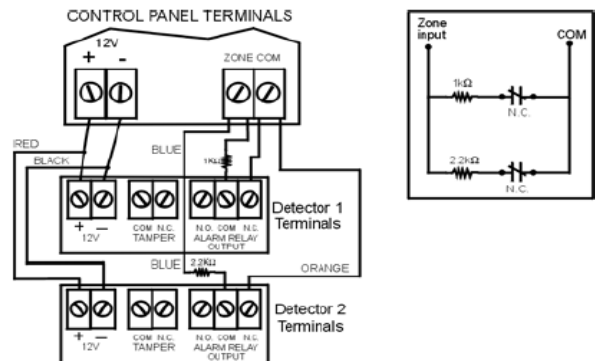 CONTROL PANEL TERMINALS
12V
+ -
ZONE COM
RED
BLACK
BLUE
1kΩ
Detector 1
Terminals
+ -
12V
COM N.C.
TAMPER
N.O. COM N.C.
ALARM RELAY
OUTPUT
BLUE
2.2kΩ
ORANGE
Detector 2
Terminals
+ -
12V
COM N.C.
TAMPER
N.O. COM N.C.
ALARM RELAY
OUTPUT
Zone
input
COM
1kΩ
N.C.
2.2kΩ
N.C.